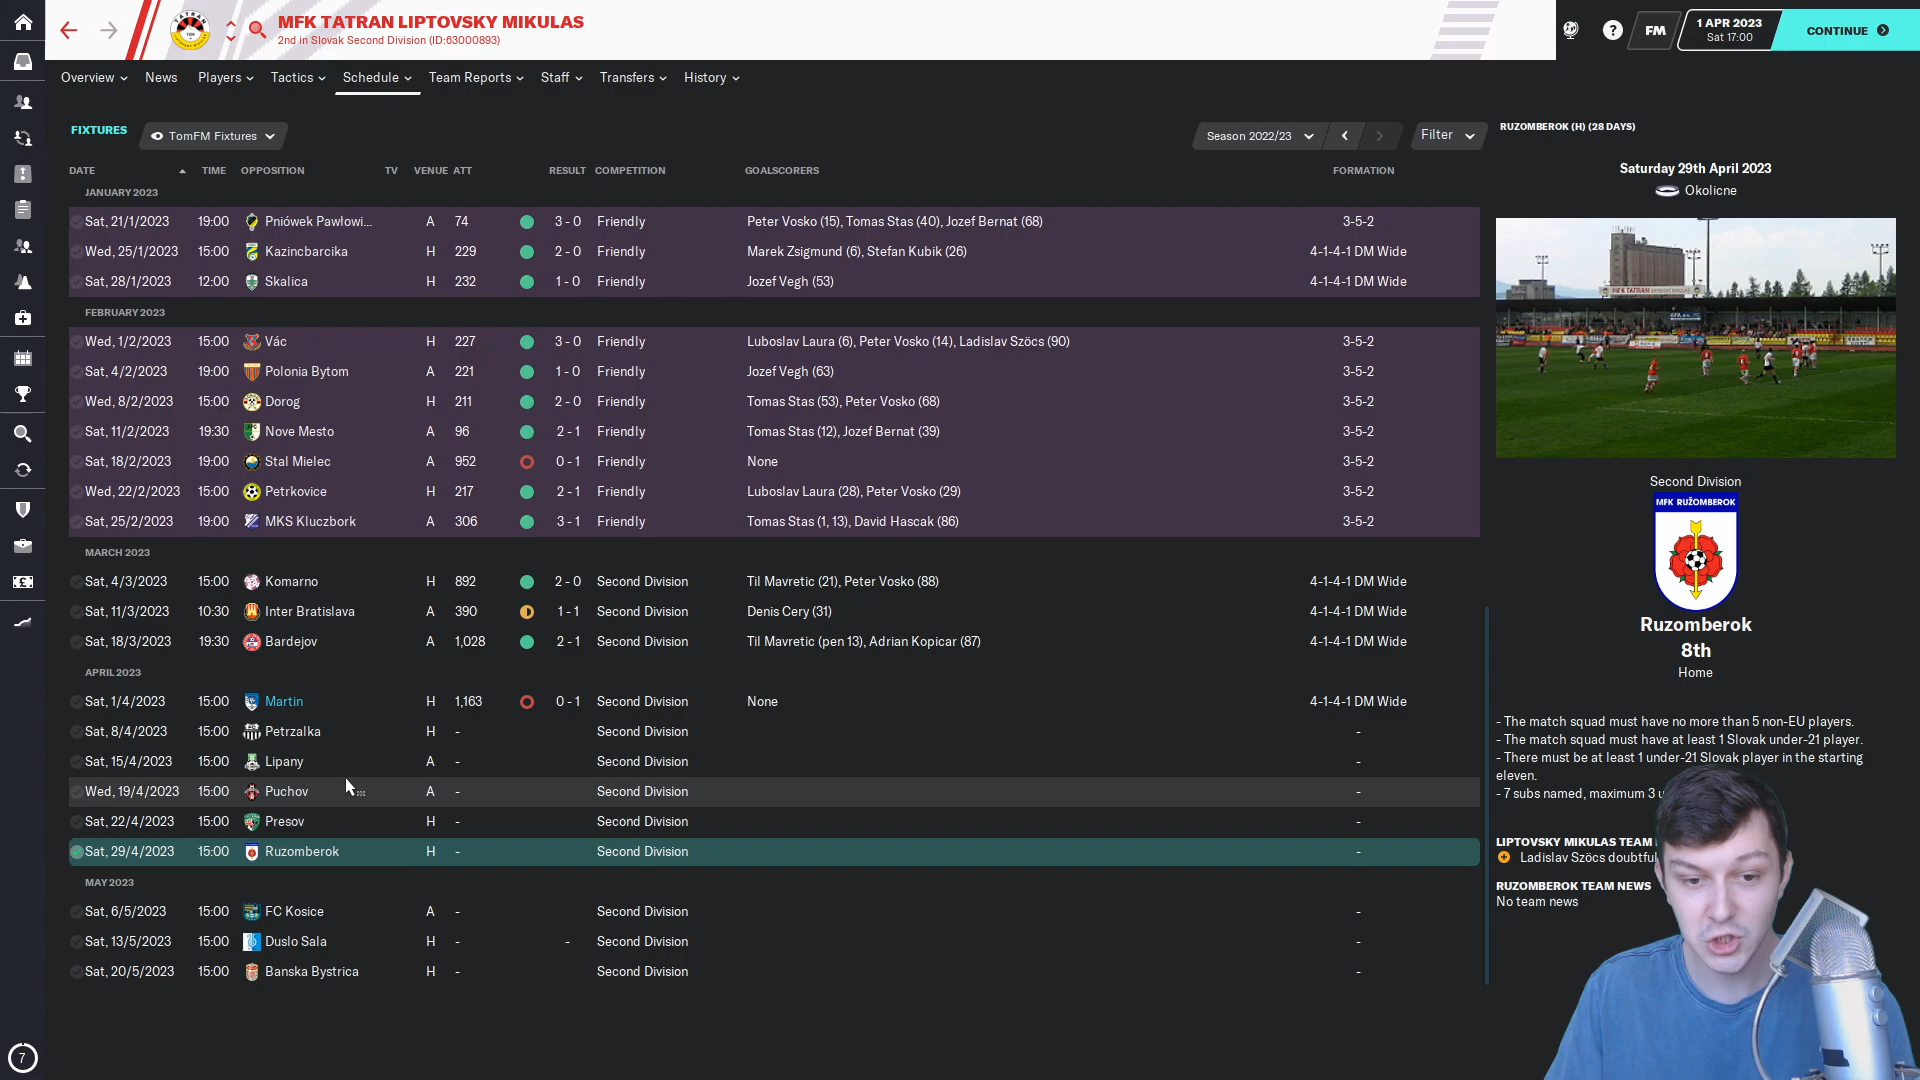 MFK TATRAN LIPTOVSKY MIKULAS
2nd in Slovak Second Division (ID:63000893)
FM
1 APR 2023
Sat 17:00
CONTINUE
Overview
News
Players
Tactics
Schedule
Team Reports
Staff
Transfers
History
FIXTURES
TomFM Fixtures
Season 2022/23
Filter
DATE TIME OPPOSITION TV VENUE ATT RESULT COMPETITION GOALSCORERS FORMATION
JANUARY 2023
Sat, 21/1/2023 19:00 Pniówek Pawłowi... A 74 3 - 0 Friendly Peter Vosko (15), Tomas Stas (40), Jozef Bernat (68) 3-5-2
Wed, 25/1/2023 15:00 Kazincbarcika H 229 2 - 0 Friendly Marek Zsigmund (6), Stefan Kubik (26) 4-1-4-1 DM Wide
Sat, 28/1/2023 12:00 Skalica H 232 1 - 0 Friendly Jozef Vegh (53) 4-1-4-1 DM Wide
FEBRUARY 2023
Wed, 1/2/2023 15:00 Vác H 227 3 - 0 Friendly Luboslav Laura (6), Peter Vosko (14), Ladislav Szöcs (90) 3-5-2
Sat, 4/2/2023 19:00 Polonia Bytom A 221 1 - 0 Friendly Jozef Vegh (63) 3-5-2
Wed, 8/2/2023 15:00 Dorog H 211 2 - 0 Friendly Tomas Stas (53), Peter Vosko (68) 3-5-2
Sat, 11/2/2023 19:30 Nove Mesto A 96 2 - 1 Friendly Tomas Stas (12), Jozef Bernat (39) 3-5-2
Sat, 18/2/2023 19:00 Stal Mielec A 952 0 - 1 Friendly None 3-5-2
Wed, 22/2/2023 15:00 Petrkovice H 217 2 - 1 Friendly Luboslav Laura (28), Peter Vosko (29) 3-5-2
Sat, 25/2/2023 19:00 MKS Kluczbork A 306 3 - 1 Friendly Tomas Stas (1, 13), David Hascak (86) 3-5-2
MARCH 2023
Sat, 4/3/2023 15:00 Komarno H 892 2 - 0 Second Division Til Mavretic (21), Peter Vosko (88) 4-1-4-1 DM Wide
Sat, 11/3/2023 10:30 Inter Bratislava A 390 1 - 1 Second Division Denis Cery (31) 4-1-4-1 DM Wide
Sat, 18/3/2023 19:30 Bardejov A 1,028 2 - 1 Second Division Til Mavretic (pen 13), Adrian Kopicar (87) 4-1-4-1 DM Wide
APRIL 2023
Sat, 1/4/2023 15:00 Martin H 1,163 0 - 1 Second Division None 4-1-4-1 DM Wide
Sat, 8/4/2023 15:00 Petrzalka H - Second Division -
Sat, 15/4/2023 15:00 Lipany A - Second Division -
Wed, 19/4/2023 15:00 Puchov A - Second Division -
Sat, 22/4/2023 15:00 Presov H - Second Division -
Sat, 29/4/2023 15:00 Ruzomberok H - Second Division -
MAY 2023
Sat, 6/5/2023 15:00 FC Kosice A - Second Division -
Sat, 13/5/2023 15:00 Duslo Sala H - - Second Division -
Sat, 20/5/2023 15:00 Banska Bystrica H - Second Division -
7
RUZOMBEROK (H) (28 DAYS)
Saturday 29th April 2023
Okolicne
MFK TATRAN LIPTOVSKY MIKULAS
Second Division
MFK RUŽOMBEROK
Ruzomberok
8th
Home
- The match squad must have no more than 5 non-EU players.
- The match squad must have at least 1 Slovak under-21 player.
- There must be at least 1 under-21 Slovak player in the starting
eleven.
- 7 subs named, maximum 3 u
LIPTOVSKY MIKULAS TEAM
Ladislav Szöcs doubtful
RUZOMBEROK TEAM NEWS
No team news